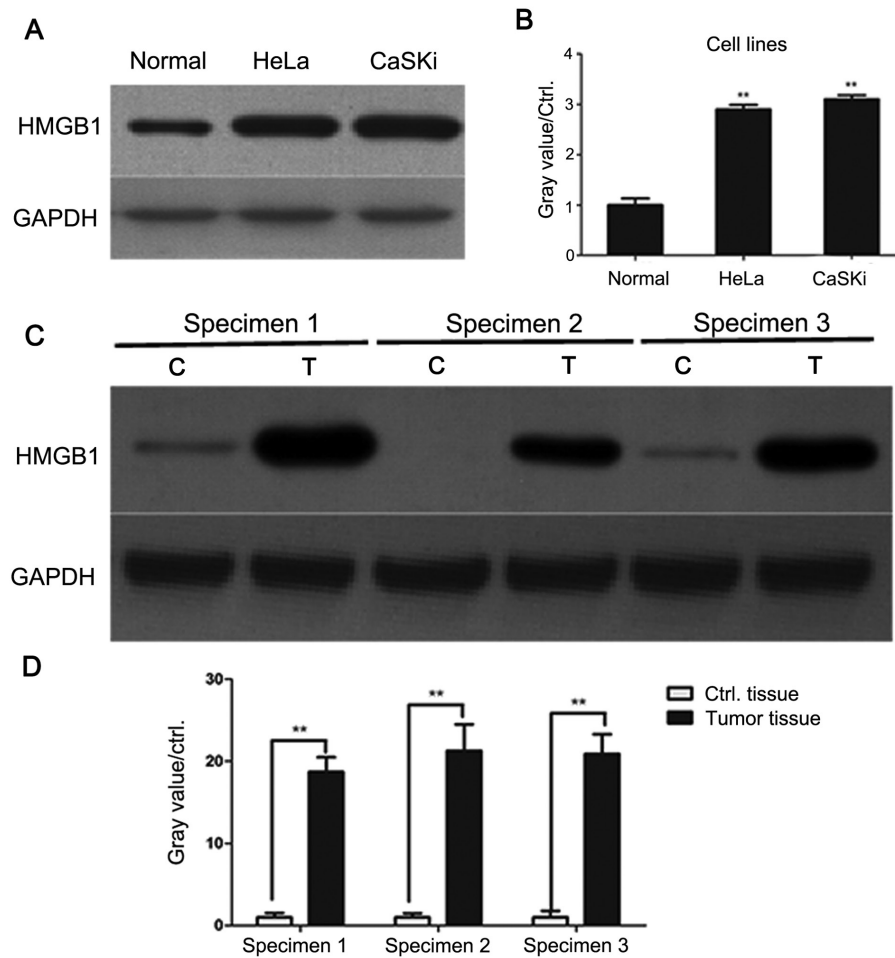 A
Normal HeLa CaSKi
HMGB1
GAPDH
B
Cell lines
Gray value/Ctrl.
4
3
2
1
0
** **
Normal HeLa CaSKi
C
Specimen 1 Specimen 2 Specimen 3
C T C T C T
HMGB1
GAPDH
D
Gray value/ctrl.
30
20
10
0
** ** **
Ctrl. tissue
Tumor tissue
Specimen 1 Specimen 2 Specimen 3